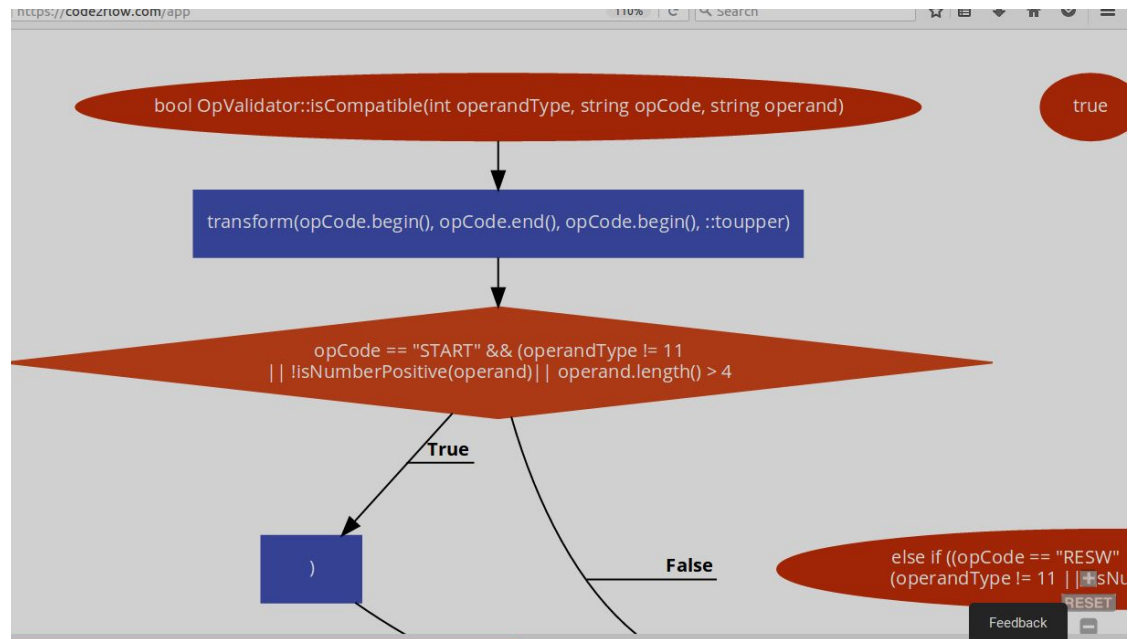 https://code2flow.com/app
110%
Search
bool OpValidator::isCompatible(int operandType, string opCode, string operand)
true
transform(opCode.begin(), opCode.end(), opCode.begin(), ::toupper)
opCode == "START" && (operandType != 11
|| !isNumberPositive(operand)|| operand.length() > 4
True
)
False
else if ((opCode == "RESW"
(operandType != 11 ||
RESET
Feedback